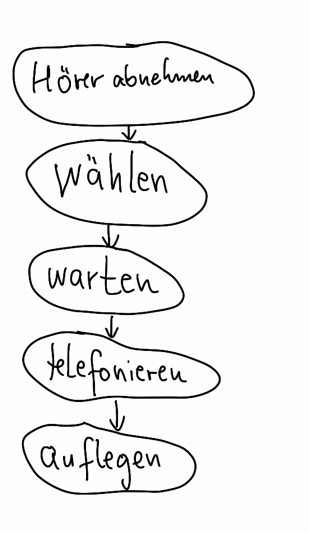 Hörer abnehmen
Wählen
warten
telefonieren
auflegen